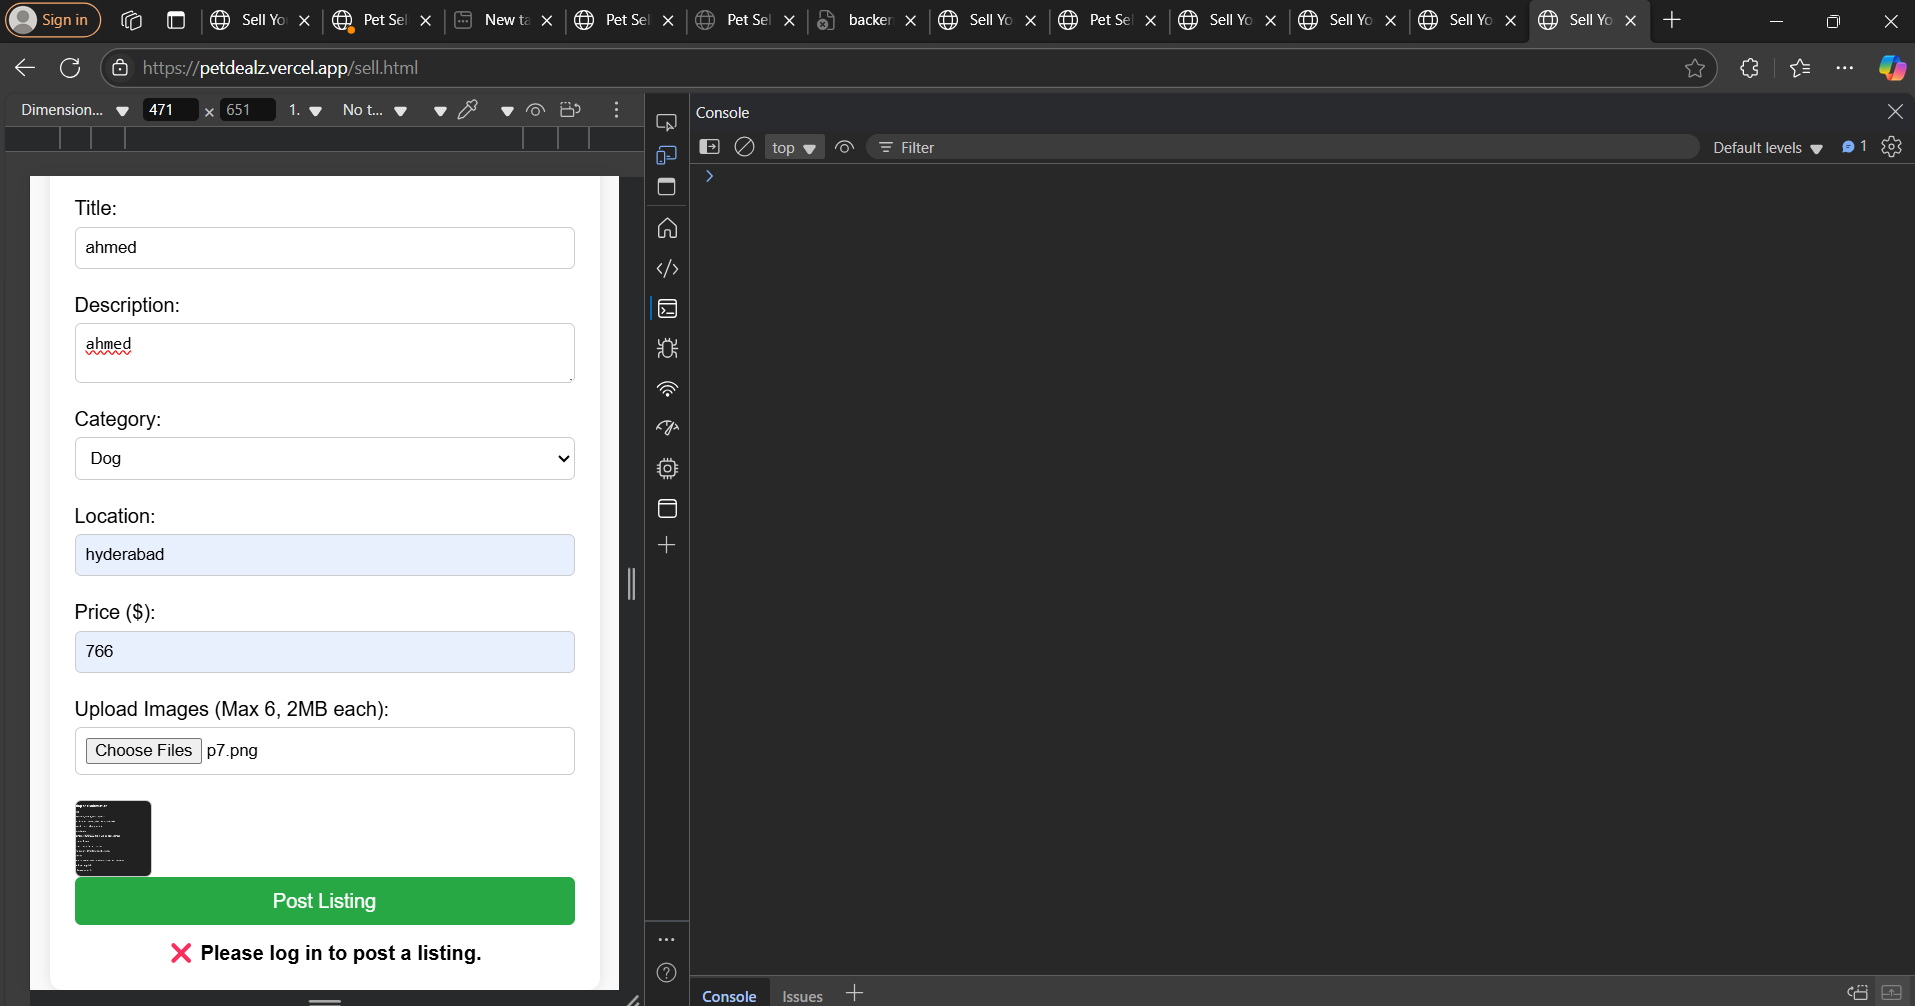 Sign in
Sell Yo
Pet Sel
New ta
Pet Sel
Pet Sel
backen
Sell Yo
Pet Sel
Sell Yo
Sell Yo
Sell Yo
Sell Yo
https://petdealz.vercel.app/sell.html
Dimension... 471 × 651 1. No t...
Console
top Filter Default levels 1
Title:
ahmed
Description:
ahmed
Category:
Dog
Location:
hyderabad
Price ($):
766
Upload Images (Max 6, 2MB each):
Choose Files p7.png
Post Listing
❌ Please log in to post a listing.
Console Issues